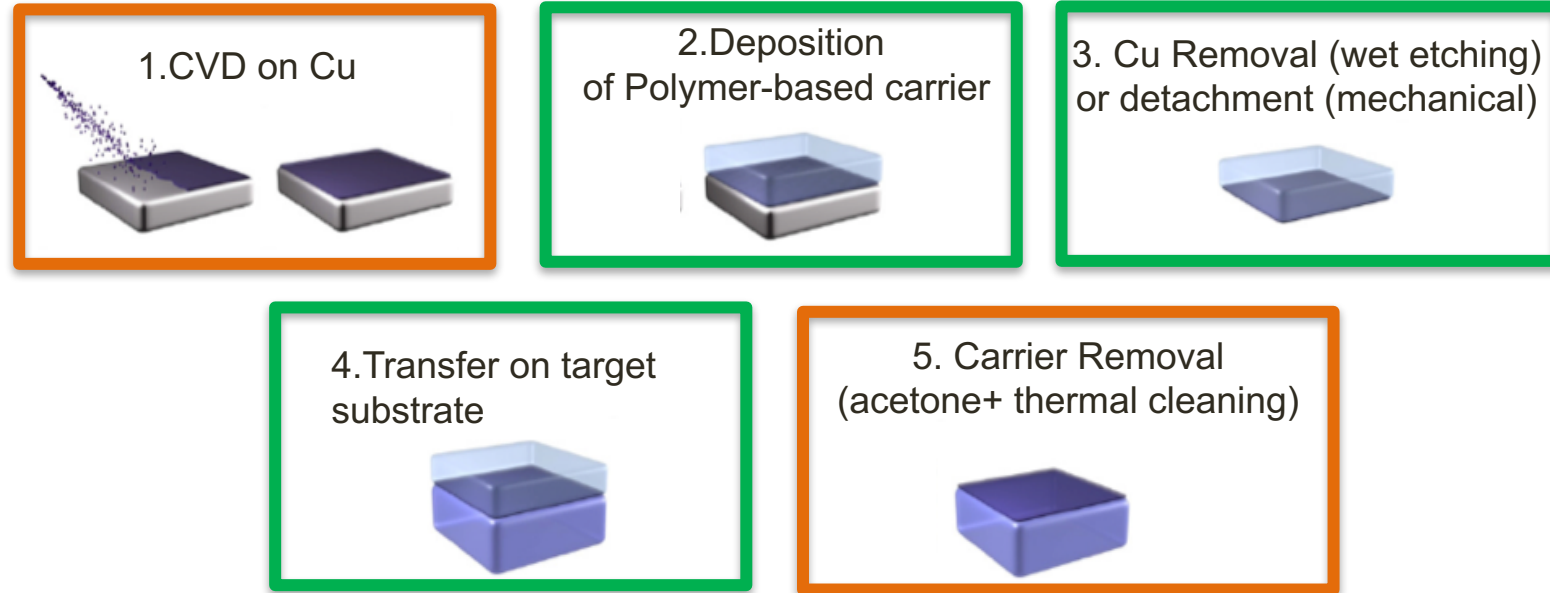 1.CVD on Cu
2.Deposition
of Polymer-based carrier
3. Cu Removal (wet etching)
or detachment (mechanical)
4.Transfer on target
substrate
5. Carrier Removal
(acetone+ thermal cleaning)